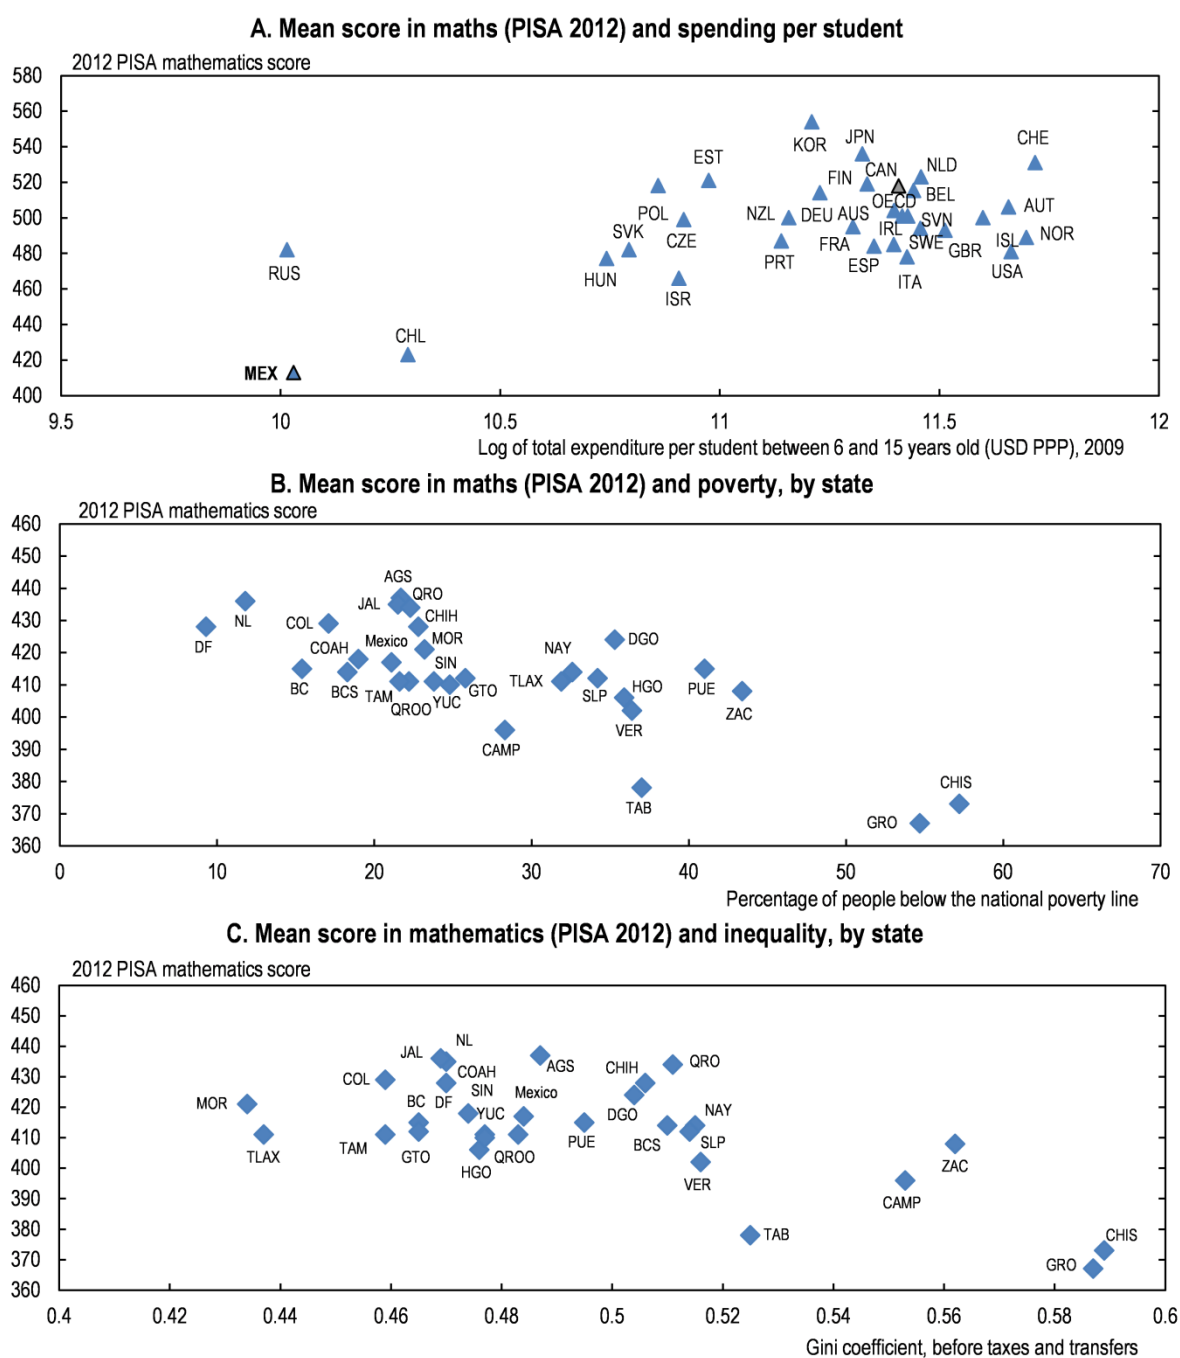 A. Mean score in maths (PISA 2012) and spending per student
2012 PISA mathematics score
580
560
540
520
500
480
460
440
420
400
KOR
JPN
CHE
EST
FIN
CAN
NLD
BEL
POL
NZL
DEU
AUS
OECD
AUT
SVK
CZE
IRL
SVN
ISL
NOR
RUS
HUN
PRT
FRA
ESP
SWE
GBR
USA
ISR
ITA
CHL
MEX
9.5 10 10.5 11 11.5 12
Log of total expenditure per student between 6 and 15 years old (USD PPP), 2009
B. Mean score in maths (PISA 2012) and poverty, by state
2012 PISA mathematics score
460
450
440
430
420
410
400
390
380
370
360
AGS
QRO
JAL
NL
COL
CHIH
DF
COAH
Mexico
MOR
NAY
DGO
SIN
BC
BCS
TAM
GTO
TLAX
SLP
HGO
PUE
QROO
YUC
ZAC
VER
CAMP
TAB
CHIS
GRO
0 10 20 30 40 50 60 70
Percentage of people below the national poverty line
C. Mean score in mathematics (PISA 2012) and inequality, by state
2012 PISA mathematics score
460
450
440
430
420
410
400
390
380
370
360
JAL
NL
AGS
QRO
COL
COAH
CHIH
SIN
Mexico
MOR
BC
DF
YUC
DGO
NAY
TLAX
TAM
GTO
HGO
QROO
PUE
BCS
SLP
VER
ZAC
CAMP
TAB
CHIS
GRO
0.4 0.42 0.44 0.46 0.48 0.5 0.52 0.54 0.56 0.58 0.6
Gini coefficient, before taxes and transfers